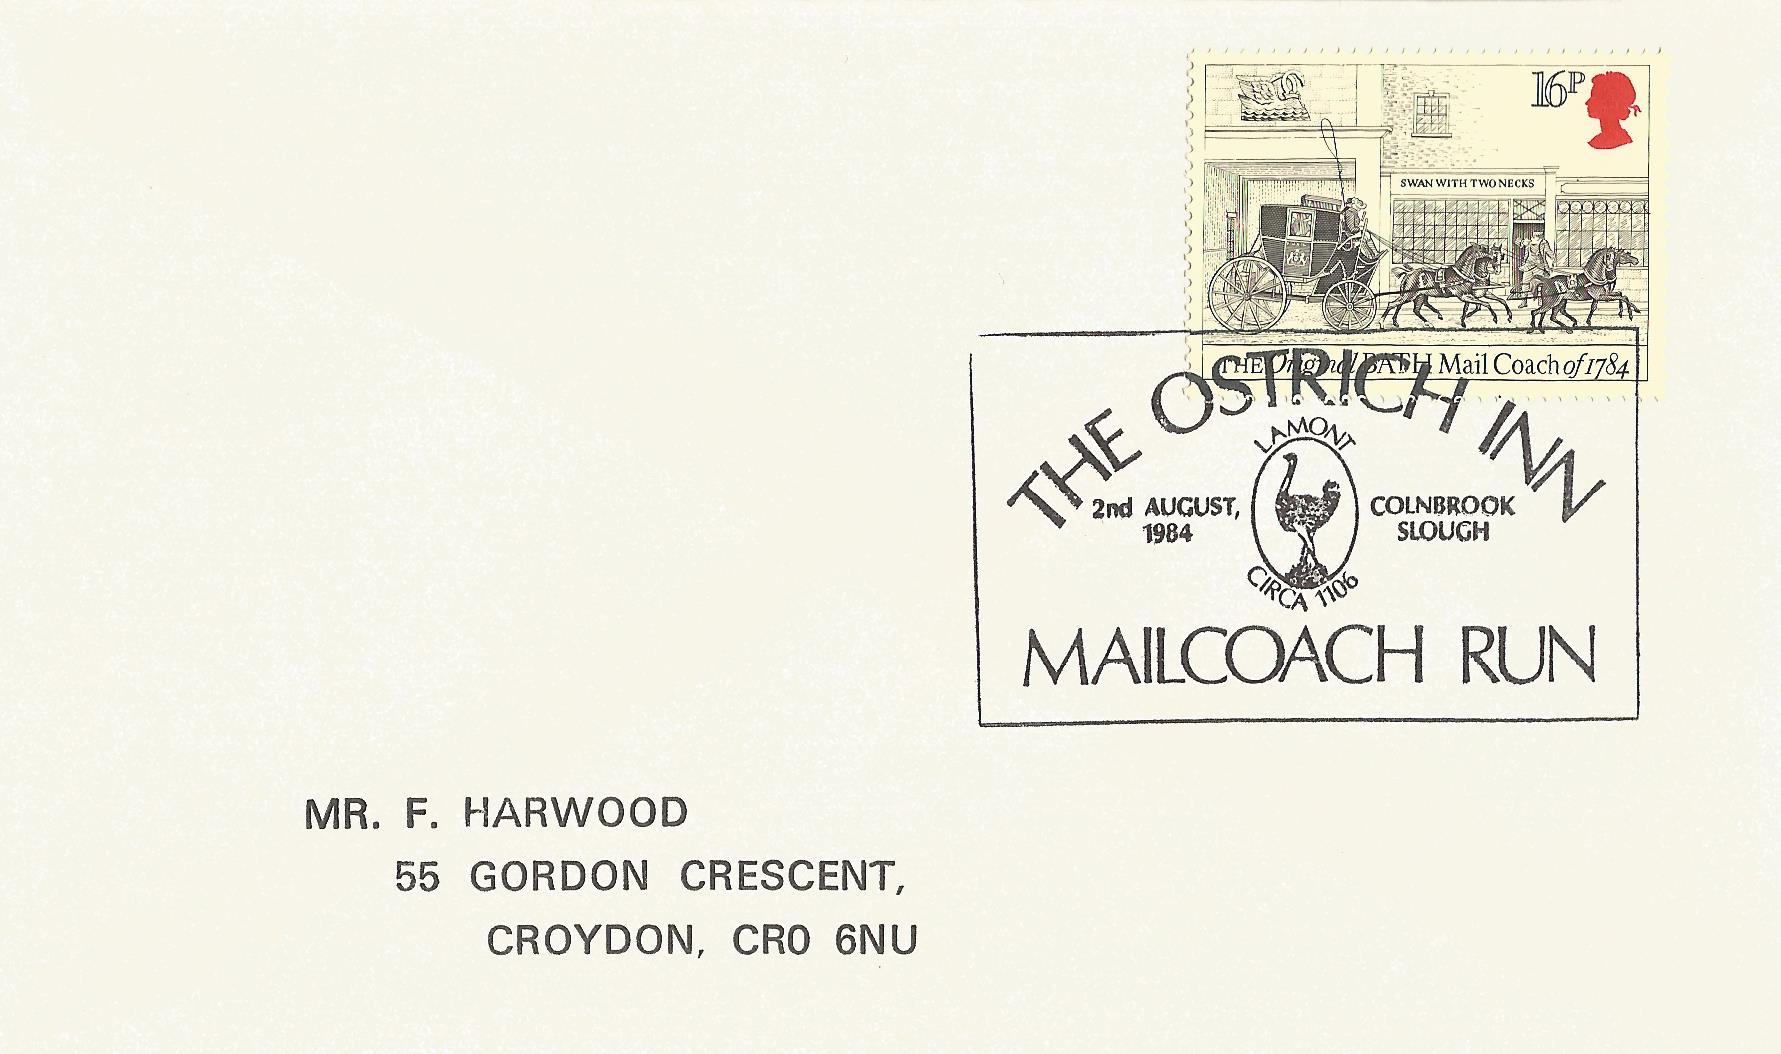 16P
SWAN WITH TWO NECKS
THE Original BATH Mail Coach of 1784
THE OSTRICH INN
LAMONT
2nd AUGUST,
1984
COLNBROOK
SLOUGH
CIRCA 1106
MAILCOACH RUN
MR. F. HARWOOD
55 GORDON CRESCENT,
CROYDON, CR0 6NU